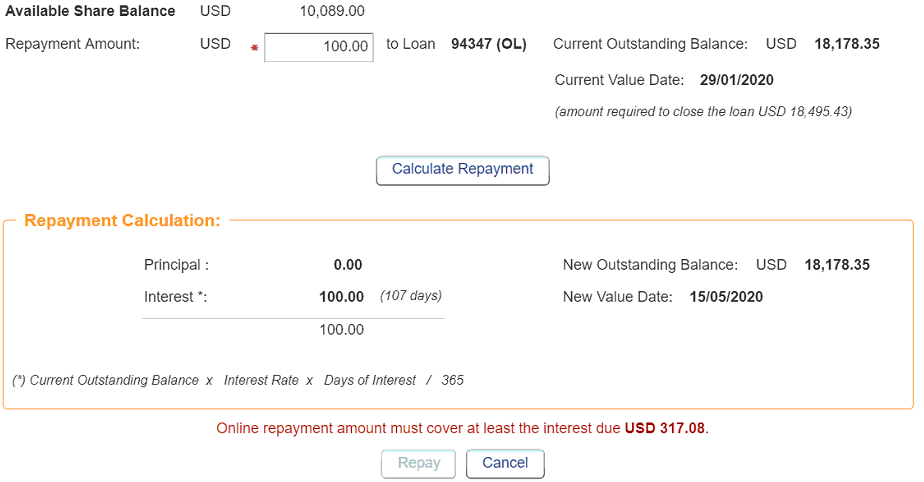 Available Share Balance USD 10,089.00
Repayment Amount: USD * 100.00 to Loan 94347 (OL) Current Outstanding Balance: USD 18,178.35
Current Value Date: 29/01/2020
(amount required to close the loan USD 18,495.43)
Calculate Repayment
Repayment Calculation:
Principal : 0.00 New Outstanding Balance: USD 18,178.35
Interest *: 100.00 (107 days) New Value Date: 15/05/2020
100.00
(*) Current Outstanding Balance x Interest Rate x Days of Interest / 365
Online repayment amount must cover at least the interest due USD 317.08.
Repay Cancel